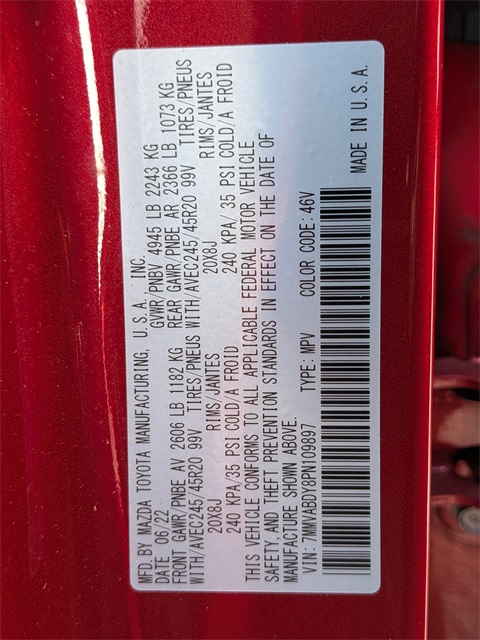 MFD.BY MAZDA TOYOTA MANUFACTURING, U.S.A., INC.
DATE 06/22 GVWR/PNBV 4945 LB 2243 KG
FRONT GAWR/PNBE AV 2606 LB 1182 KG REAR GAWR/PNBE AR 2366 LB 1073 KG
WITH/AVEC245/45R20 99V TIRES/PNEUS WITH/AVEC245/45R20 99V TIRES/PNEUS
20X8J RIMS/JANTES 20X8J RIMS/JANTES
240 KPA/35 PSI COLD/A FROID 240 KPA/ 35 PSI COLD/A FROID
THIS VEHICLE CONFORMS TO ALL APPLICABLE FEDERAL MOTOR VEHICLE
SAFETY, AND THEFT PREVENTION STANDARDS IN EFFECT ON THE DATE OF
MANUFACTURE SHOWN ABOVE.
VIN: 7MMVABDY8PN109897 TYPE: MPV COLOR CODE: 46V
MADE IN U.S.A.